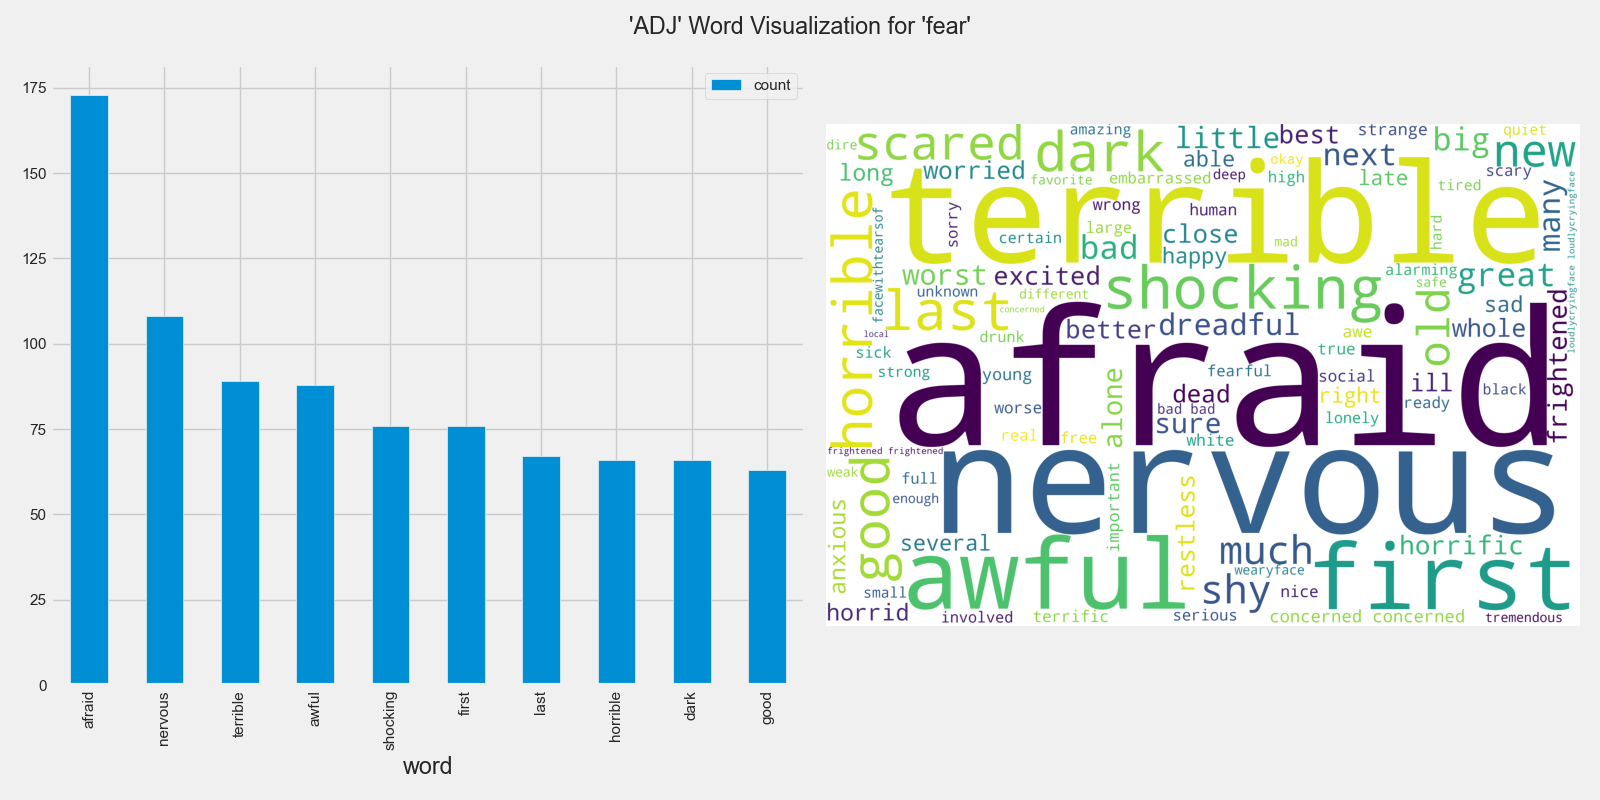 'ADJ' Word Visualization for 'fear'
count
175
150
125
100
75
50
25
0
afraid
nervous
terrible
awful
shocking
first
last
horrible
dark
good
word
dire
scared
dark
amazing
little
best
strange
big
quiet
new
long
worried
favorite
embarrassed
able
deep
okay
high
next
late
tired
scary
many
terrible
horrible
facewithtearsof
sorry
wrong
human
certain
large
bad
close
happy
mad
hard
loudlycryingface loudlycryingface
worst
excited
shocking
alarming
safe
great
unknown
different
concerned
last
local
drunk
better
dreadful
awe
old
sad
whole
frightened
sick
strong
young
afraid
fearful
true
social
ill
black
worse
alone
dead
bad bad
right
ready
lonely
sure
real
free
white
frightened frightened
weak
good
full
enough
nervous
important
restless
anxious
several
awful
much
wearyface
horrific
first
small
shy
nice
horrid
involved
terrific
serious
concerned concerned
tremendous